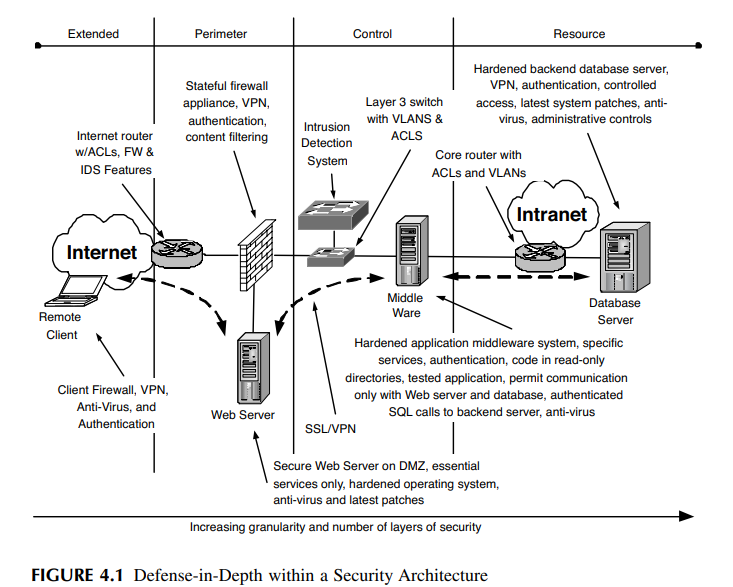 Extended
Perimeter
Control
Resource
Hardened backend database server,
VPN, authentication, controlled
access, latest system patches, anti-
virus, administrative controls
Stateful firewall
appliance, VPN,
authentication,
content filtering
Layer 3 switch
with VLANS &
ACLS
Internet router
w/ACLs, FW &
IDS Features
Intrusion
Detection
System
Core router with
ACLs and VLANs
Internet
Intranet
Remote
Client
Middle
Ware
Database
Server
Hardened application middleware system, specific
services, authentication, code in read-only
directories, tested application, permit communication
only with Web server and database, authenticated
SQL calls to backend server, anti-virus
Client Firewall, VPN,
Anti-Virus, and
Authentication
Web Server
SSL/VPN
Secure Web Server on DMZ, essential
services only, hardened operating system,
anti-virus and latest patches
Increasing granularity and number of layers of security
FIGURE 4.1 Defense-in-Depth within a Security Architecture